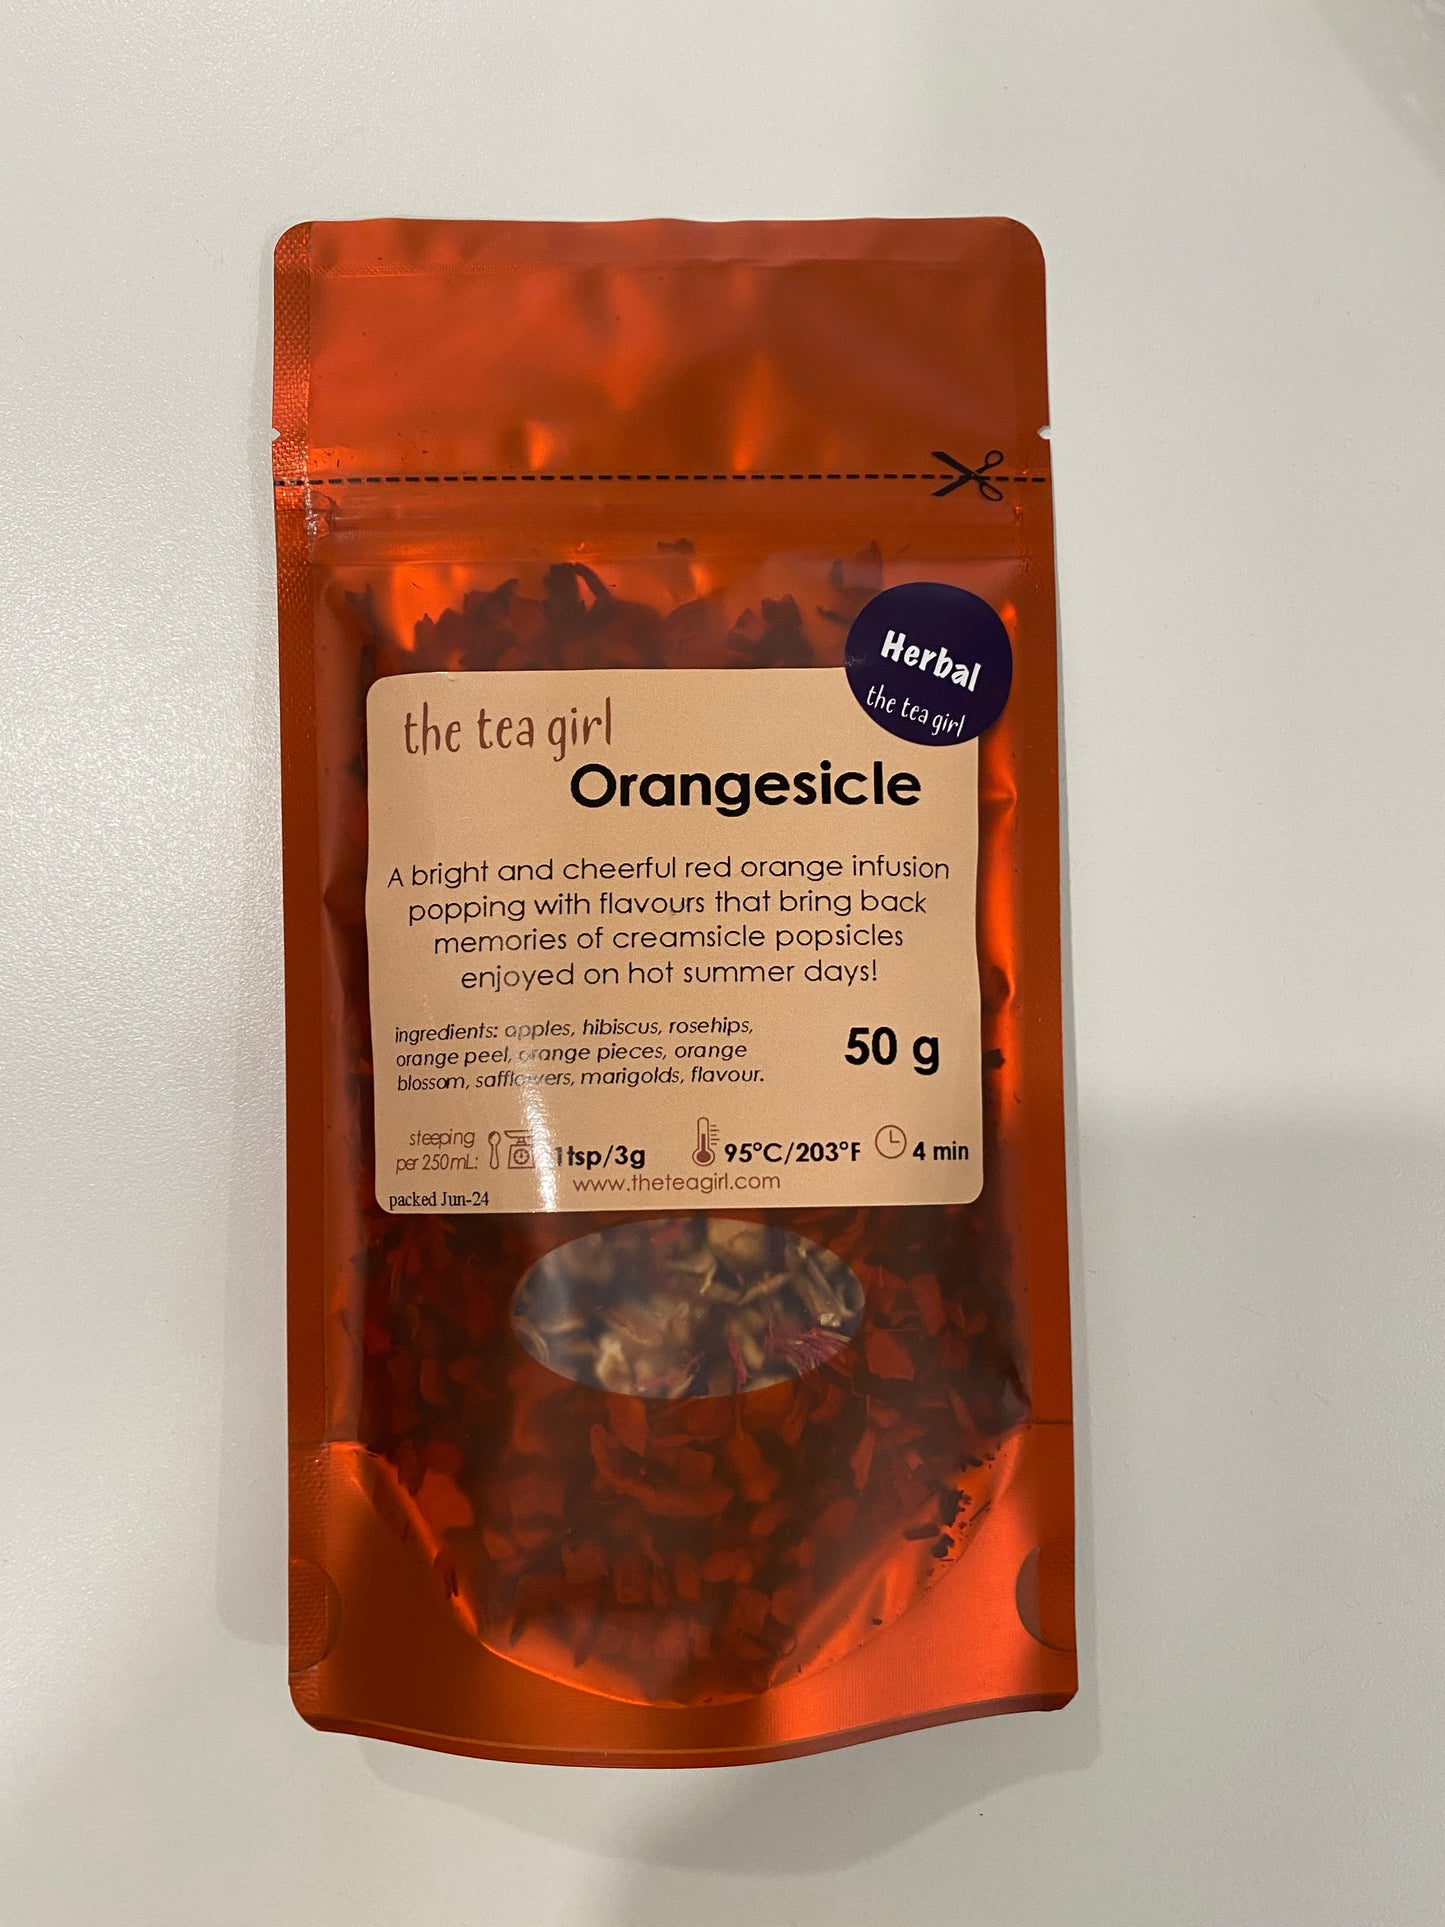 Herbal
the tea girl
the tea girl
Orangesicle
A bright and cheerful red orange infusion
popping with flavours that bring back
memories of creamsicle popsicles
enjoyed on hot summer days!
ingredients: apples, hibiscus, rosehips,
orange peel, orange pieces, orange
blossom, safflowers, marigolds, flavour.
50 g
steeping
per 250mL:
1tsp/3g
95°C/203°F
4 min
www.theteagirl.com
packed Jun-24